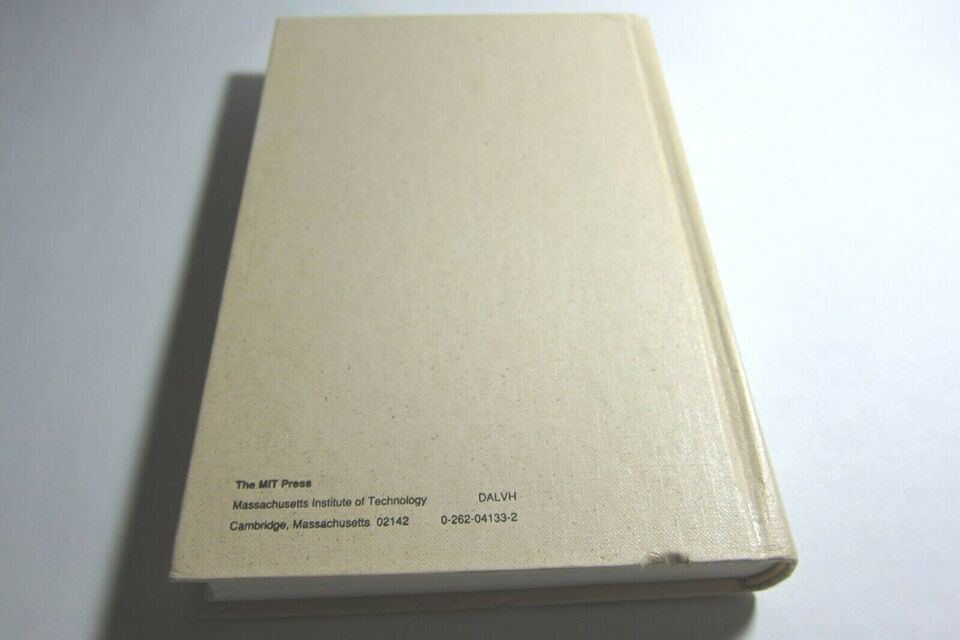 The MIT Press
Massachusetts Institute of Technology DALVH
Cambridge, Massachusetts 02142 0-262-04133-2